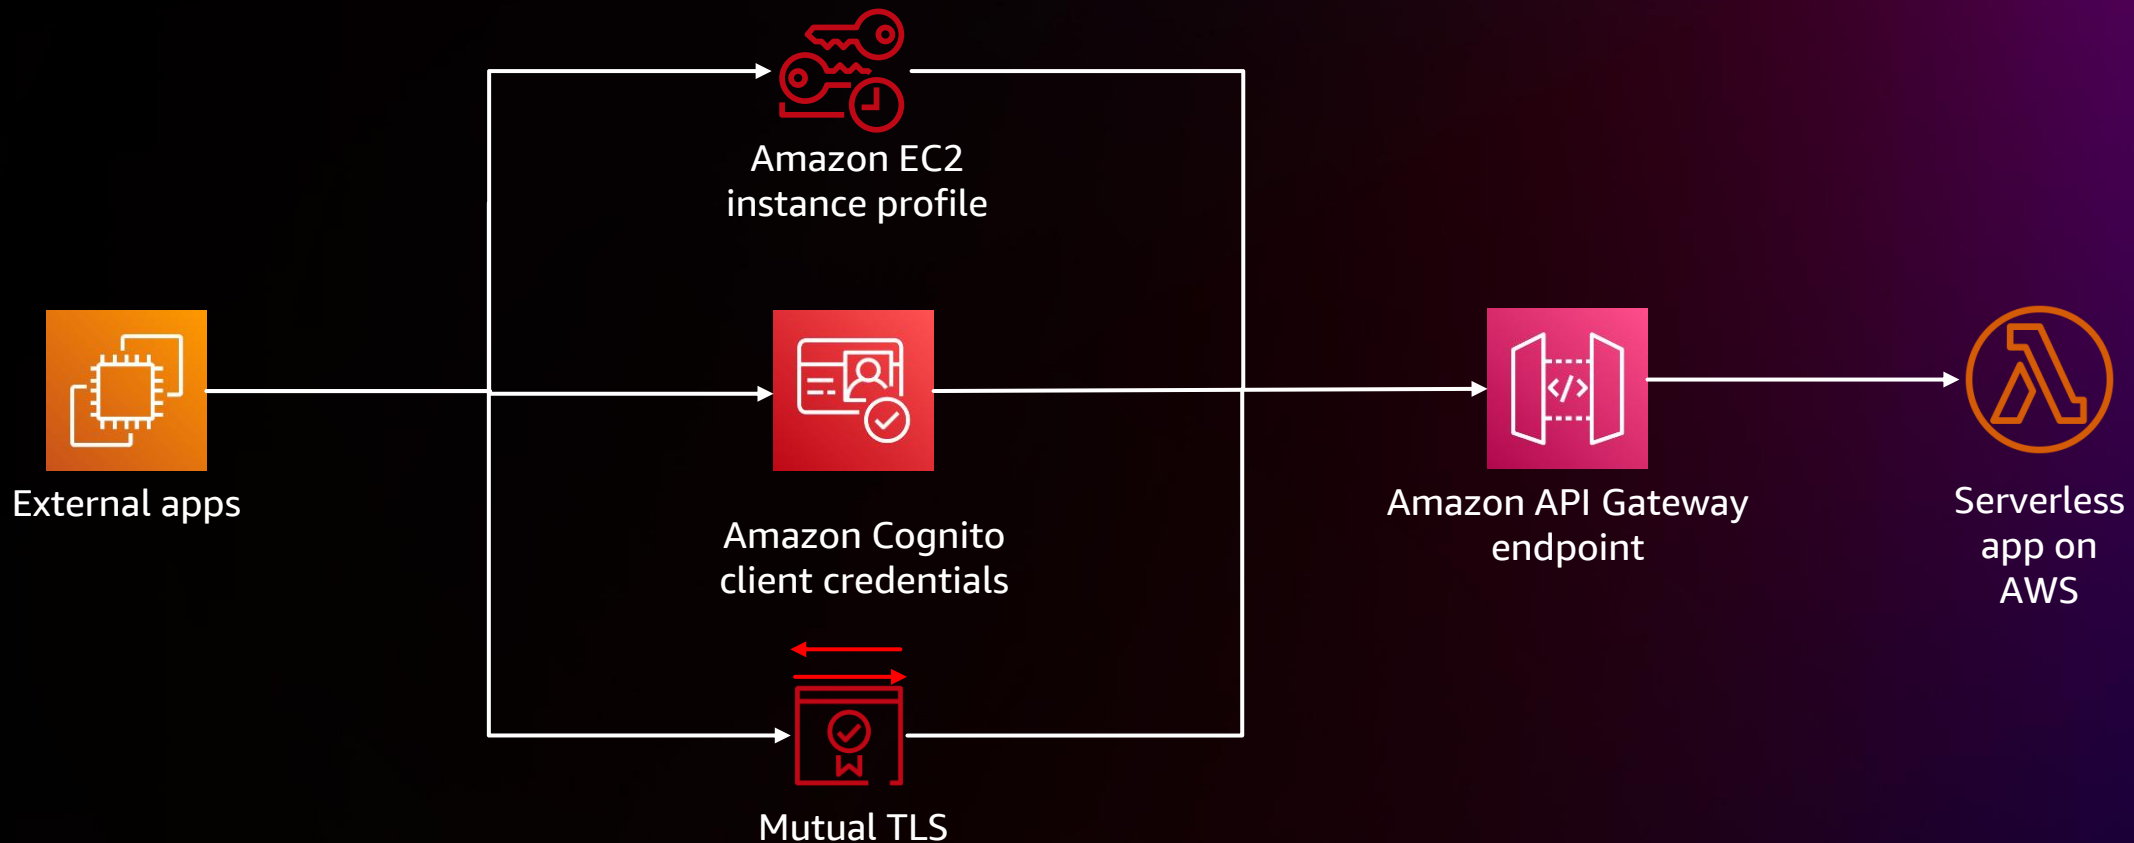 Amazon EC2
instance profile
External apps
Amazon Cognito
client credentials
</>
Amazon API Gateway
endpoint
Serverless
app on
AWS
Mutual TLS